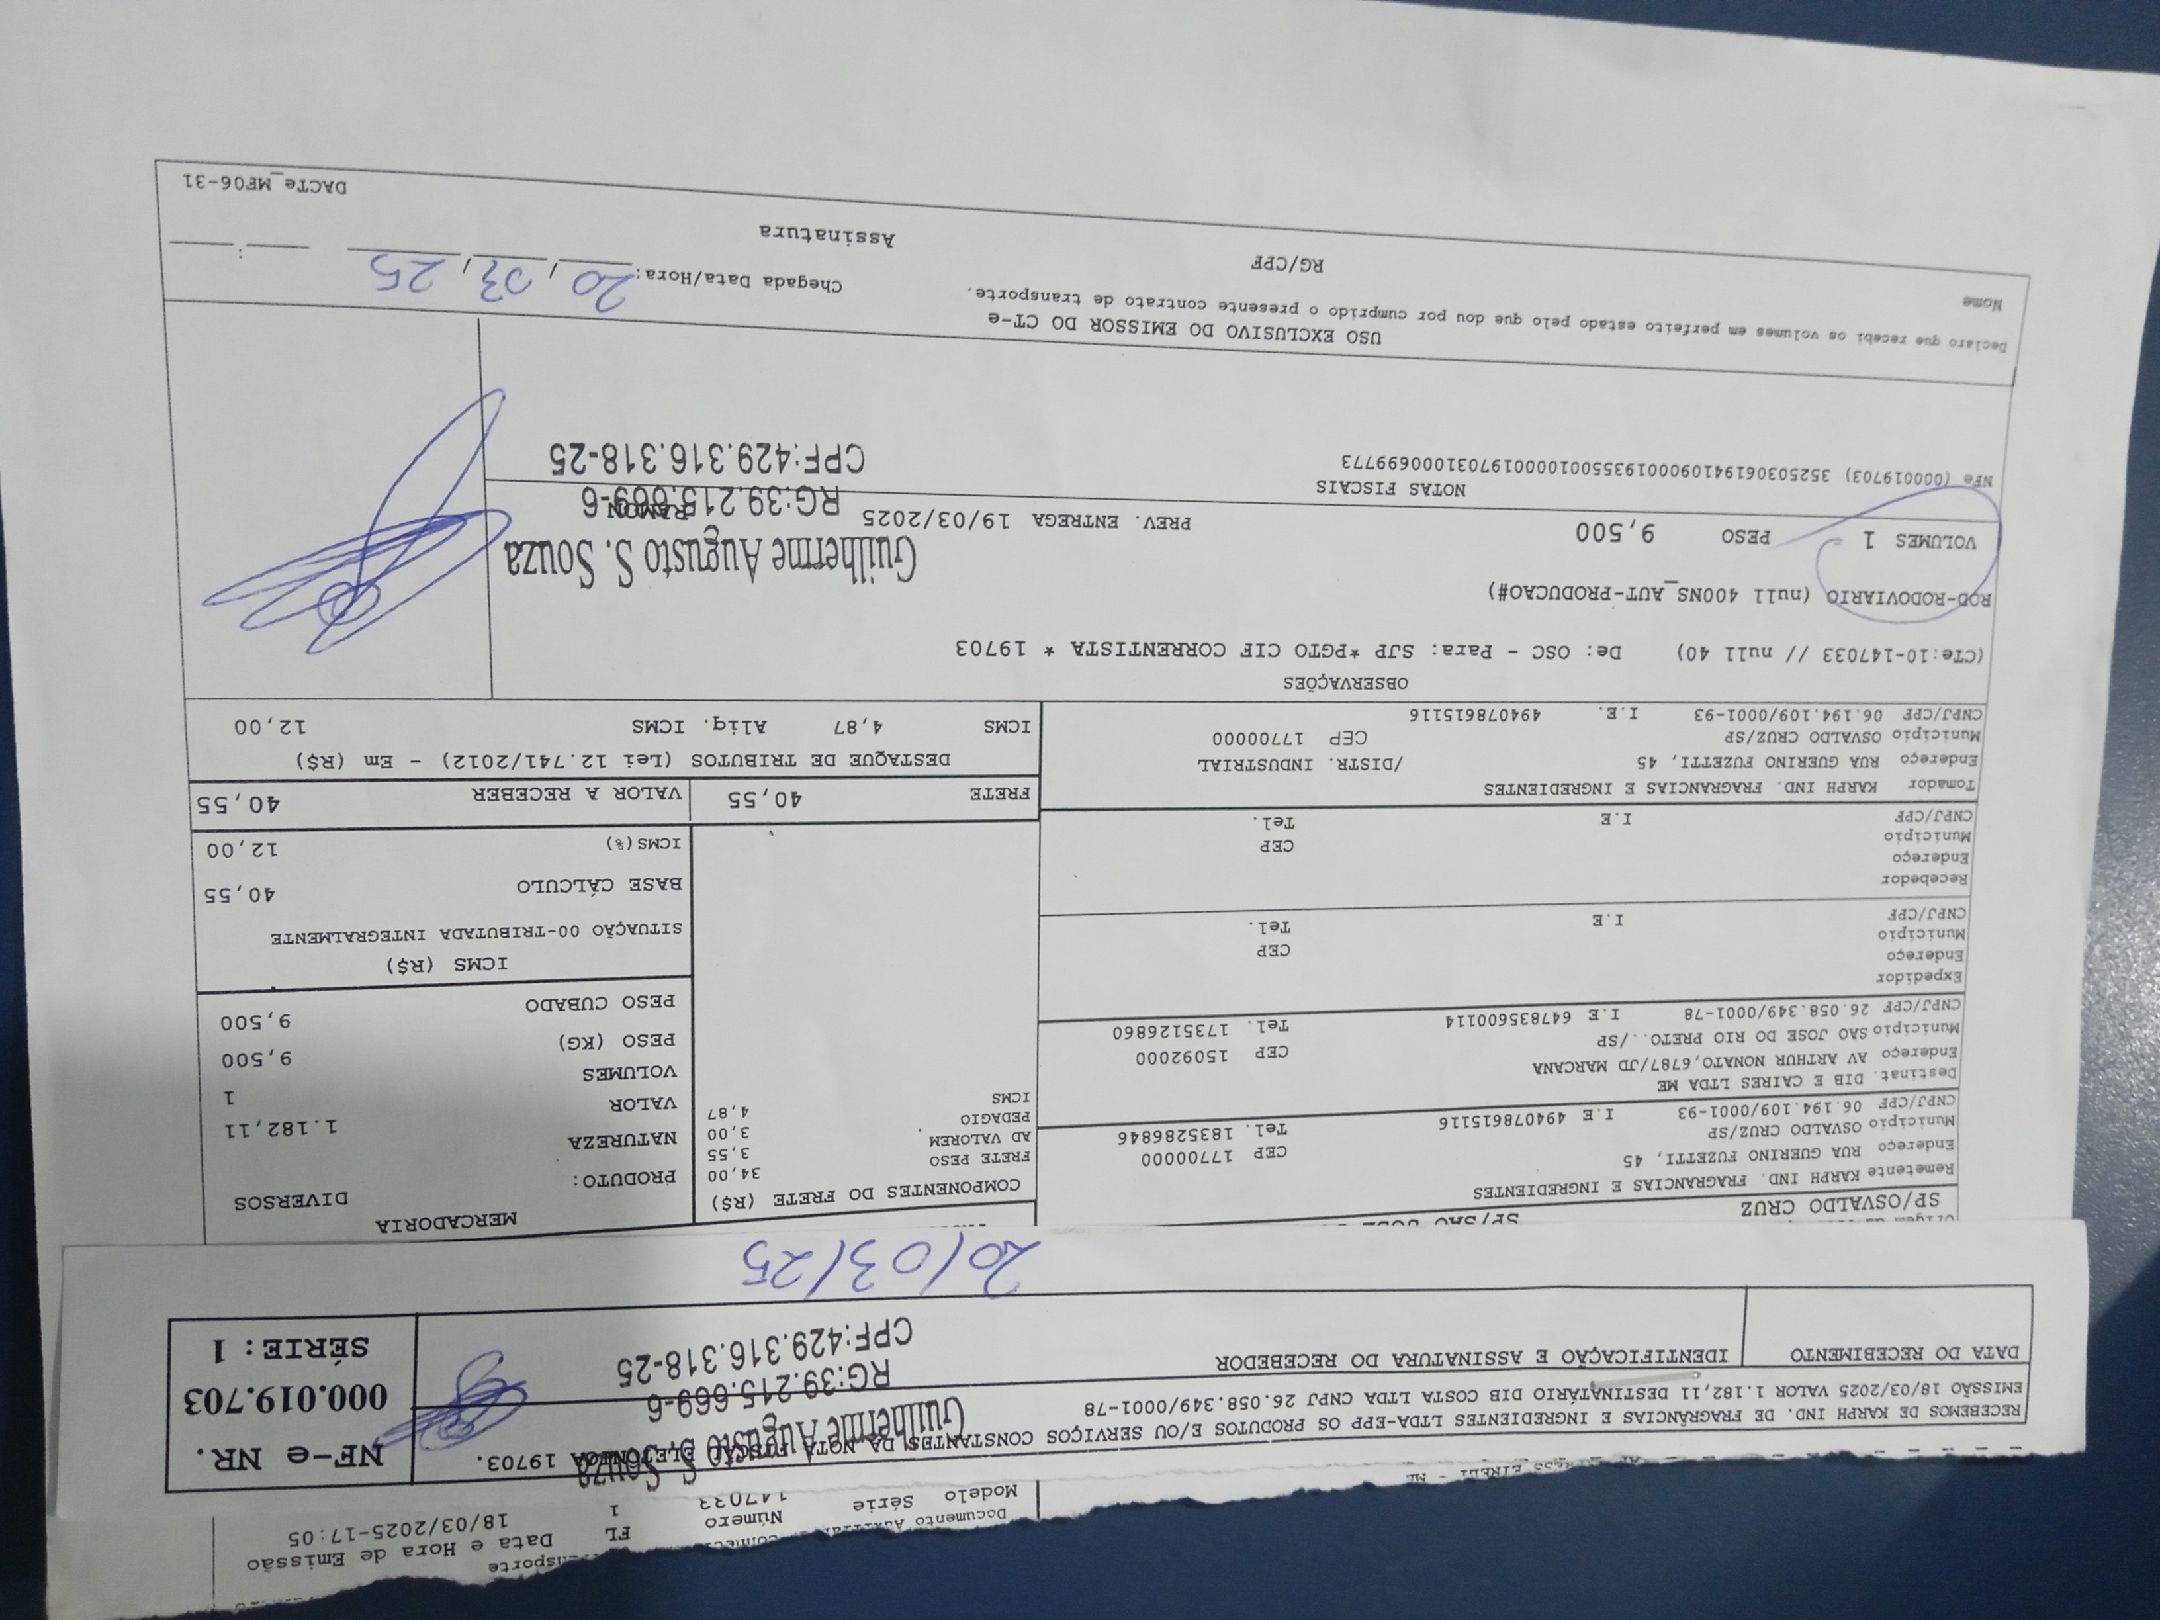 Documento Auxiliar
Modelo Série Número FL Data e Hora de Emissão
147033 1 18/03/2025-17:05
RECEBEMOS DE KARPH IND. DE FRAGRÂNCIAS E INGREDIENTES LTDA-EPP OS PRODUTOS E/OU SERVIÇOS CONSTANTES DA NOTA FISCAL ELETRÔNICA 19703.
EMISSÃO 18/03/2025 VALOR 1.182,11 DESTINATÁRIO DIB COSTA LTDA CNPJ 26.058.349/0001-78
DATA DO RECEBIMENTO
IDENTIFICAÇÃO E ASSINATURA DO RECEBEDOR
Guilherme Augusto S. Souza
RG:39.215.669-6
CPF:429.316.318-25
NF-e NR.
000.019.703
SÉRIE: 1
20/03/25
SP/OSVALDO CRUZ
Remetente KARPH IND. FRAGRANCIAS E INGREDIENTES
Endereço RUA GUERINO FUZETTI, 45 CEP 17700000
Municipio OSVALDO CRUZ/SP Tel. 1835286846
CNPJ/CPF 06.194.109/0001-93 I.E 494078615116
Destinat. DIB E CAIRES LTDA ME
Endereço AV ARTHUR NONATO,6787/JD MARCANA CEP 15092000
Municipio SAO JOSE DO RIO PRETO../SP Tel. 1735126860
CNPJ/CPF 26.058.349/0001-78 I.E 647835600114
Expedidor
Endereço CEP
Municipio Tel.
CNPJ/CPF I.E
Recebedor
Endereço
Municipio CEP
CNPJ/CPF I.E Tel.
Tomador KARPH IND. FRAGRANCIAS E INGREDIENTES
Endereço RUA GUERINO FUZETTI, 45 /DISTR. INDUSTRIAL
Municipio OSVALDO CRUZ/SP CEP 17700000
CNPJ/CPF 06.194.109/0001-93 I.E. 494078615116
COMPONENTES DO FRETE (R$)
FRETE PESO 34,00
AD VALOREM 3,55
PEDAGIO 3,00
ICMS 4,87
FRETE 40,55
MERCADORIA
PRODUTO: DIVERSOS
NATUREZA
VALOR 1.182,11
VOLUMES 1
PESO (KG) 9,500
PESO CUBADO 9,500
ICMS (R$)
SITUAÇÃO 00-TRIBUTADA INTEGRALMENTE
BASE CÁLCULO 40,55
ICMS(%) 12,00
VALOR A RECEBER 40,55
DESTAQUE DE TRIBUTOS (Lei 12.741/2012) - Em (R$)
ICMS 4,87 Aliq. ICMS 12,00
OBSERVAÇÕES
(CTe:10-147033 // null 40) De: OSC - Para: SJP *PGTO CIF CORRENTISTA * 19703
ROD-RODOVIARIO (null 400NS_AUT-PRODUCAO#)
VOLUMES 1 PESO 9,500 PREV. ENTREGA 19/03/2025 RAMON
Guilherme Augusto S. Souza
RG:39.215.669-6
CPF:429.316.318-25
NOTAS FISCAIS
NFe (000019703) 35250306194109000193550010000197031000699773
USO EXCLUSIVO DO EMISSOR DO CT-e
Declaro que recebi os volumes em perfeito estado pelo que dou por cumprido o presente contrato de transporte.
Nome RG/CPF Assinatura
Chegada Data/Hora: 20/03/25 :
DACTe_MF06-31